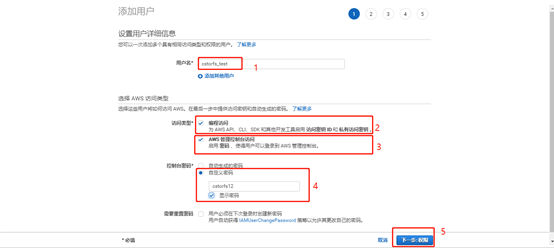 添加用户
1 2 3 4 5
设置用户详细信息
您可以一次添加多个具有相同访问类型和权限的用户。 了解更多
用户名* cstorfs_test
1
添加其他用户
选择 AWS 访问类型
选择这些用户将如何访问 AWS。在最后一步中提供访问密钥和自动生成的密码。 了解更多
访问类型* 编程访问
为 AWS API、CLI、SDK 和其他开发工具启用 访问密钥 ID 和 私有访问密钥 。
2
AWS 管理控制台访问
启用 密码 ，使得用户可以登录到 AWS 管理控制台。
3
控制台密码* 自动生成的密码
自定义密码
cstorfs12
显示密码
4
需要重置密码 用户必须在下次登录时创建新密码
用户自动获得 IAMUserChangePassword 策略以允许其更改自己的密码。
5
* 必填 取消 下一步: 权限